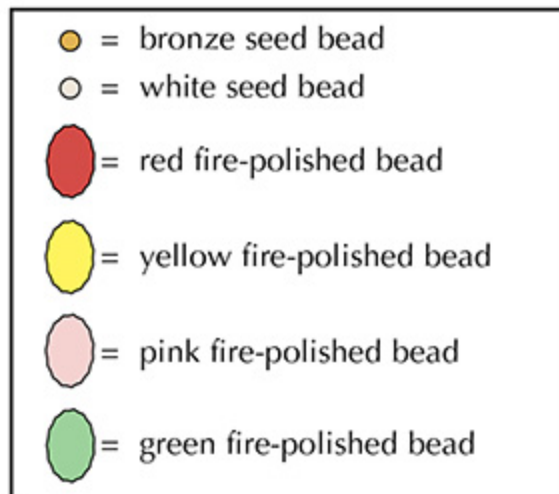 = bronze seed bead
= white seed bead
= red fire-polished bead
= yellow fire-polished bead
= pink fire-polished bead
= green fire-polished bead